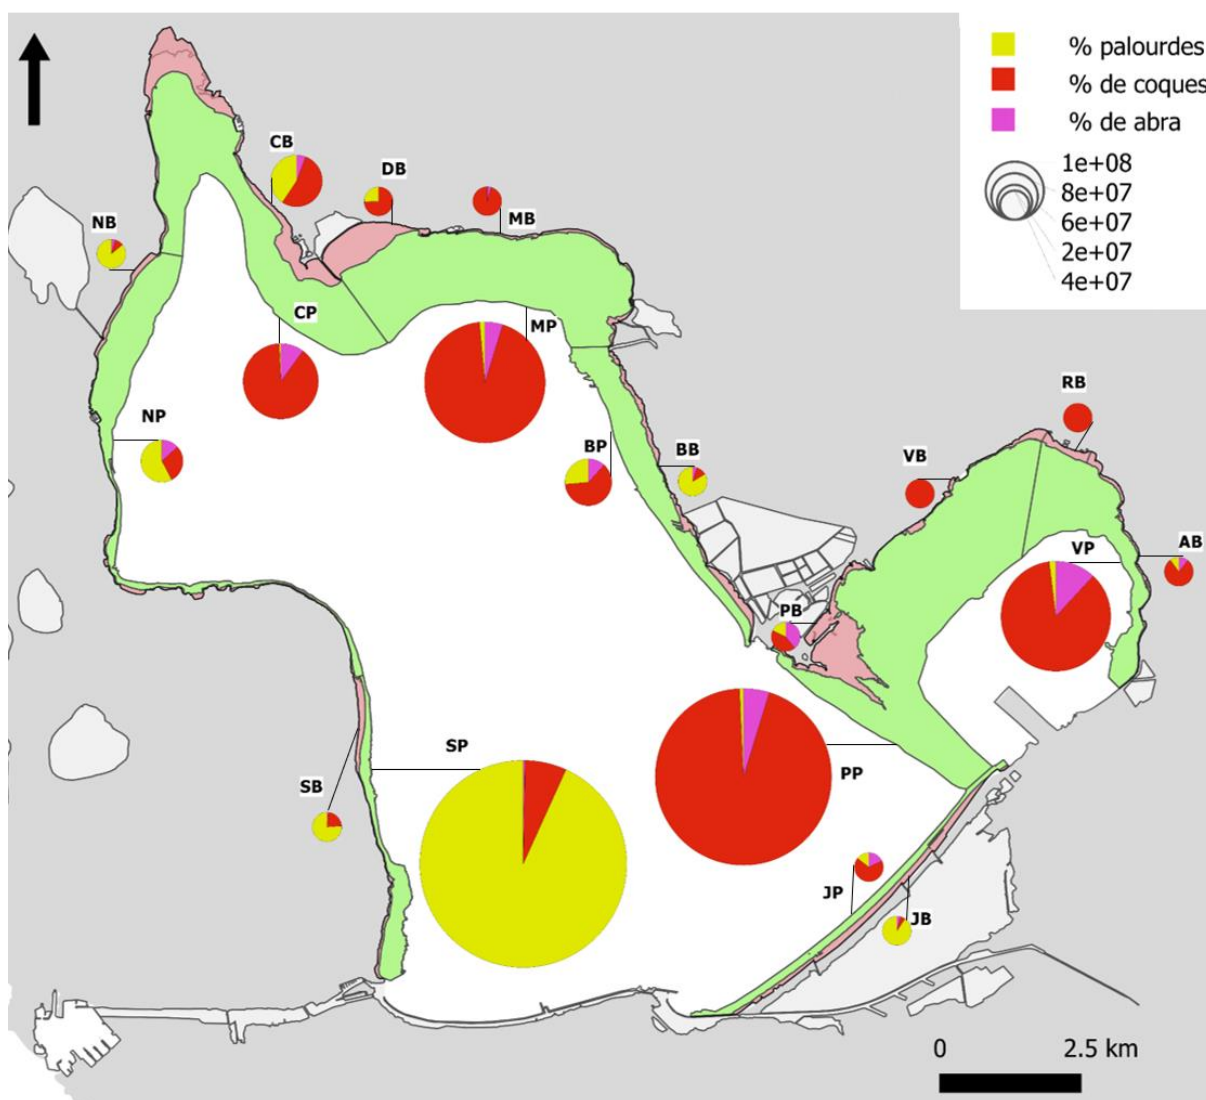 % palourdes
% de coques
% de abra
1e+08
8e+07
6e+07
2e+07
4e+07
CB
DB
MB
NB
CP
MP
NP
BP
BB
RB
VB
VP
AB
PB
SP
PP
SB
JP
JB
0 2.5 km